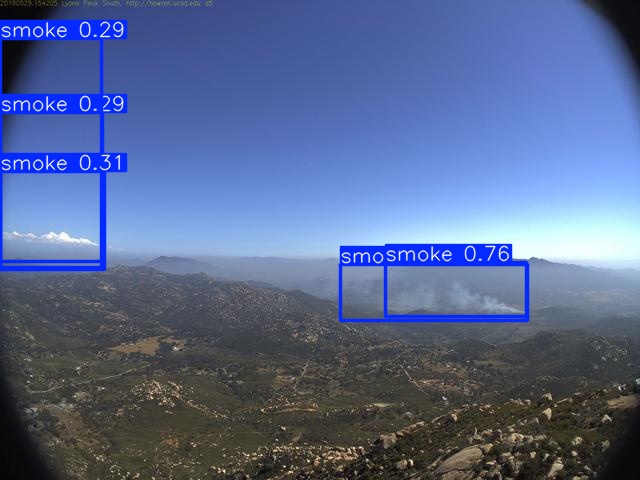 20190529.154205 Lyons Peak South, http://hpwren.ucsd.edu a5
smoke 0.29
smoke 0.29
smoke 0.31
smo
smoke 0.76